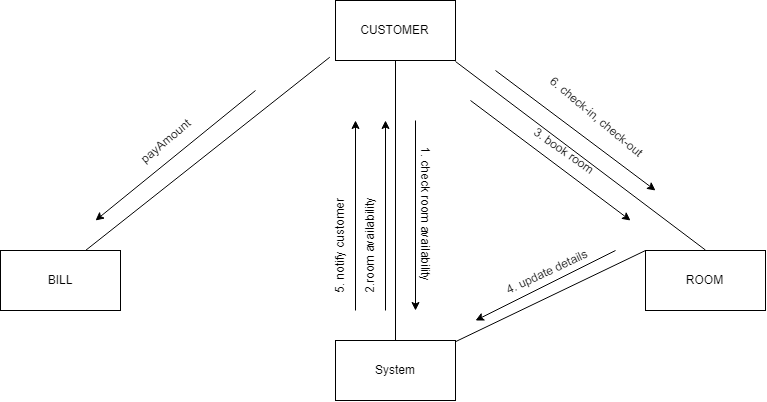 CUSTOMER
6. check-in, check-out
payAmount
3. book room
1. check room availability
2.room availability
5. notify customer
4. update details
BILL
ROOM
System